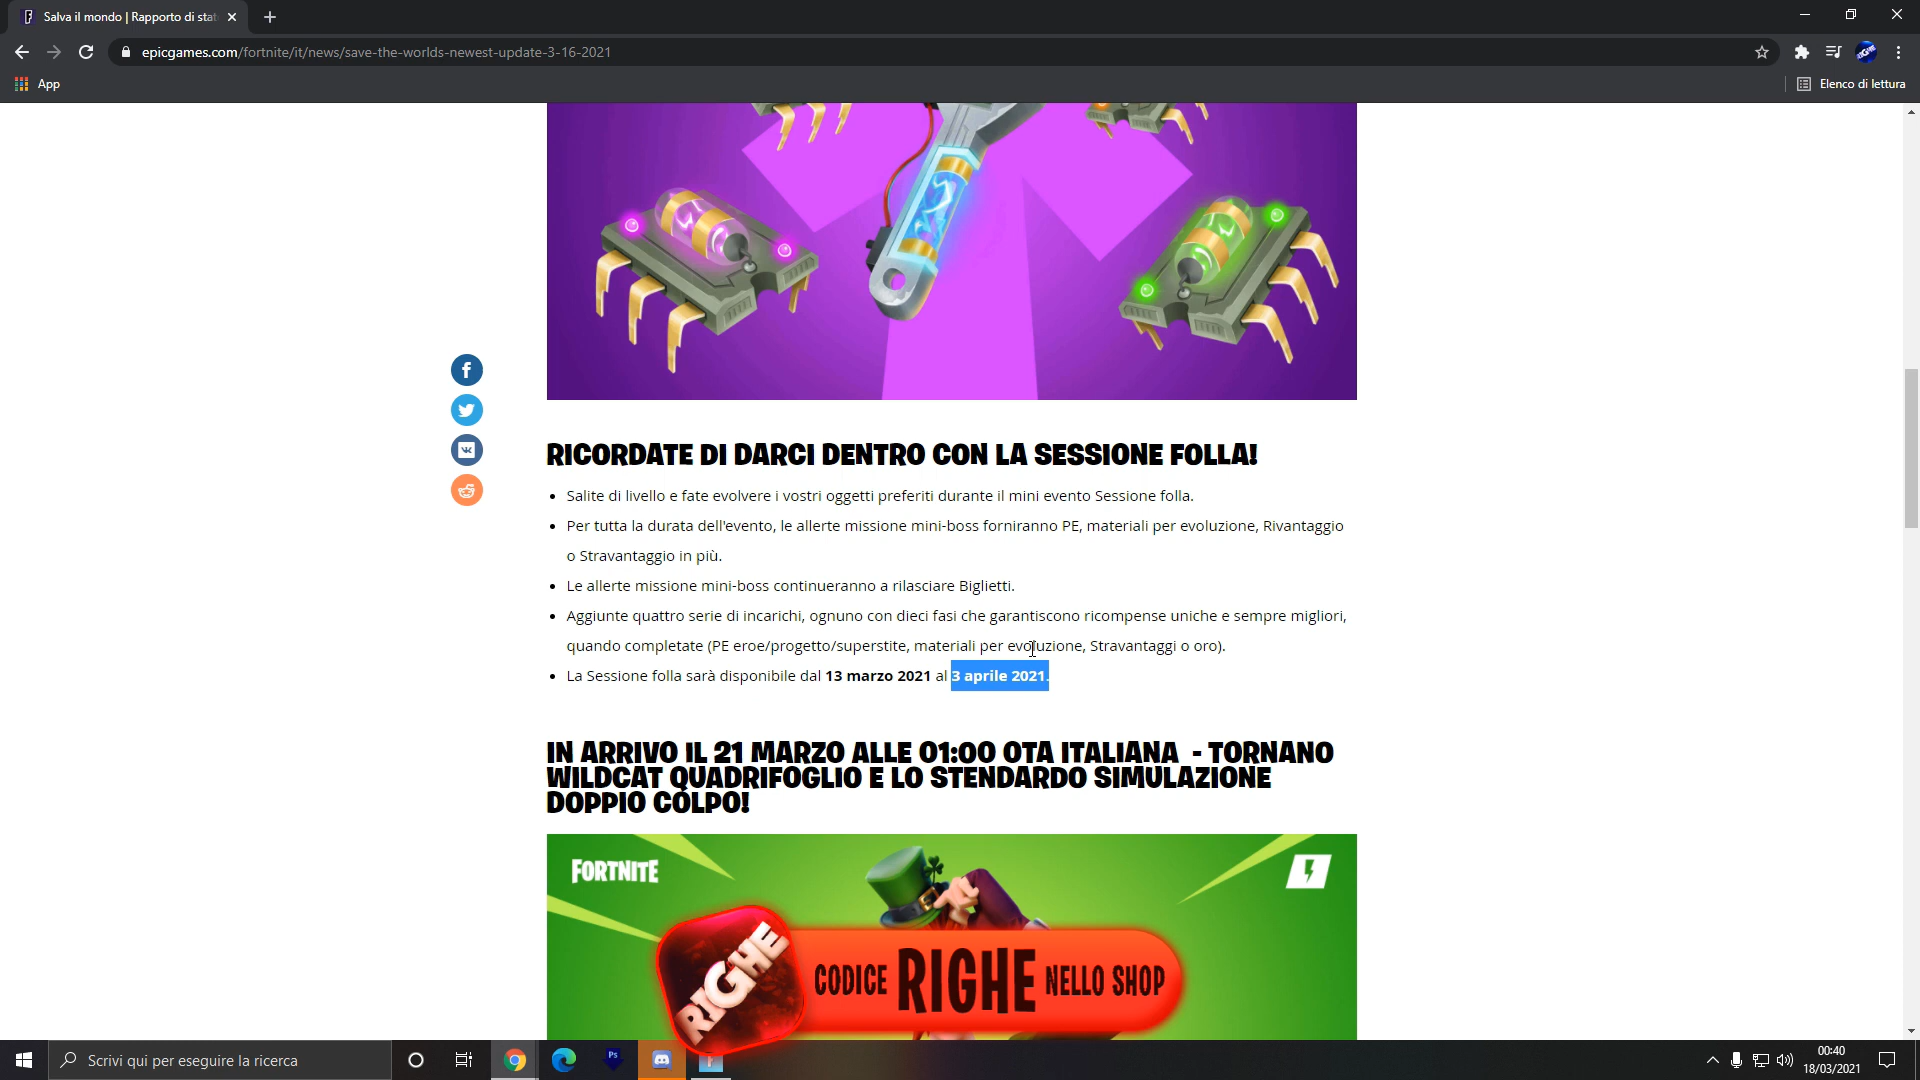 Salva il mondo | Rapporto di stat
epicgames.com/fortnite/it/news/save-the-worlds-newest-update-3-16-2021
App
Elenco di lettura
RICORDATE DI DARCI DENTRO CON LA SESSIONE FOLLA!
• Salite di livello e fate evolvere i vostri oggetti preferiti durante il mini evento Sessione folla.
• Per tutta la durata dell'evento, le allerte missione mini-boss forniranno PE, materiali per evoluzione, Rivantaggio
o Stravantaggio in più.
• Le allerte missione mini-boss continueranno a rilasciare Biglietti.
• Aggiunte quattro serie di incarichi, ognuno con dieci fasi che garantiscono ricompense uniche e sempre migliori,
quando completate (PE eroe/progetto/superstite, materiali per evoluzione, Stravantaggi o oro).
• La Sessione folla sarà disponibile dal 13 marzo 2021 al 3 aprile 2021.
IN ARRIVO IL 21 MARZO ALLE 01:00 OTA ITALIANA - TORNANO
WILDCAT QUADRIFOGLIO E LO STENDARDO SIMULAZIONE
DOPPIO COLPO!
FORTNITE
RIGHE
CODICE RIGHE NELLO SHOP
Scrivi qui per eseguire la ricerca
Ps
00:40
18/03/2021